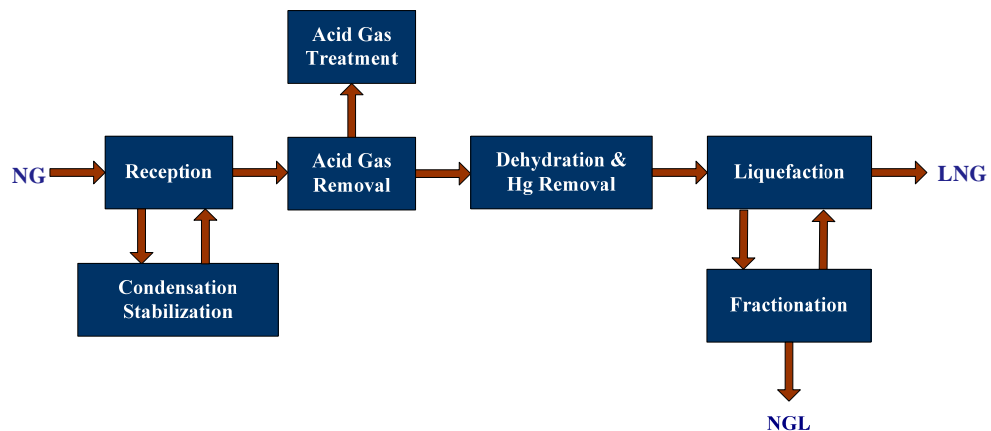 Acid Gas
Treatment
NG
Reception
Acid Gas
Removal
Dehydration &
Hg Removal
Liquefaction
LNG
Condensation
Stabilization
Fractionation
NGL